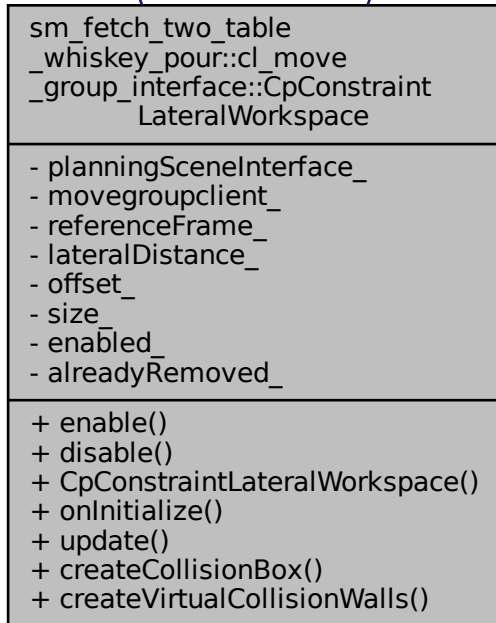 sm_fetch_two_table
_whiskey_pour::cl_move
_group_interface::CpConstraint
LateralWorkspace
- planningSceneInterface_
- movegroupclient_
- referenceFrame_
- lateralDistance_
- offset_
- size_
- enabled_
- alreadyRemoved_
+ enable()
+ disable()
+ CpConstraintLateralWorkspace()
+ onInitialize()
+ update()
+ createCollisionBox()
+ createVirtualCollisionWalls()